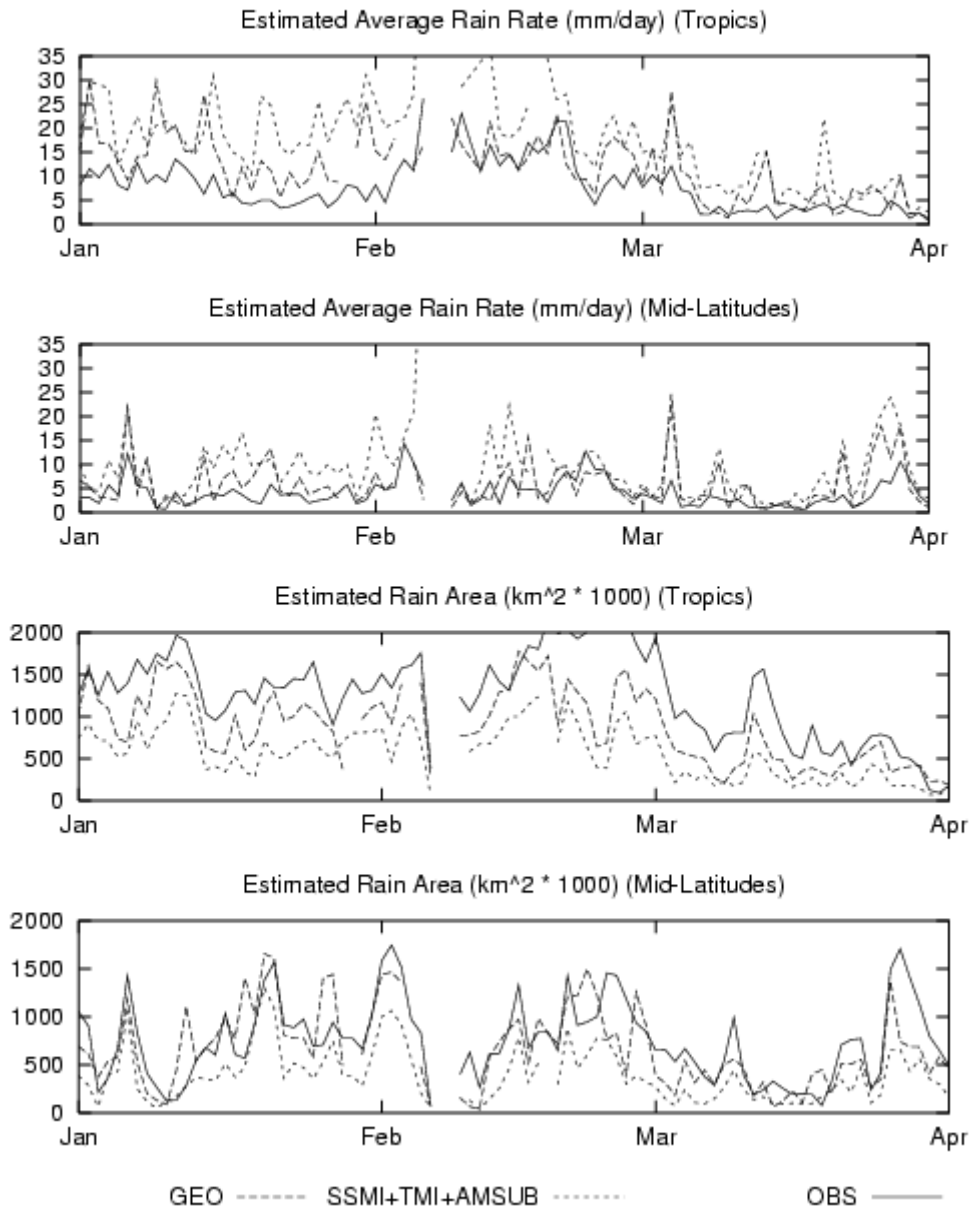 Estimated Average Rain Rate (mm/day) (Tropics)
35
30
25
20
15
10
5
0
Jan Feb Mar Apr
Estimated Average Rain Rate (mm/day) (Mid-Latitudes)
35
30
25
20
15
10
5
0
Jan Feb Mar Apr
Estimated Rain Area (km^2 * 1000) (Tropics)
2000
1500
1000
500
0
Jan Feb Mar Apr
Estimated Rain Area (km^2 * 1000) (Mid-Latitudes)
2000
1500
1000
500
0
Jan Feb Mar Apr
GEO SSMI+TMI+AMSUB OBS